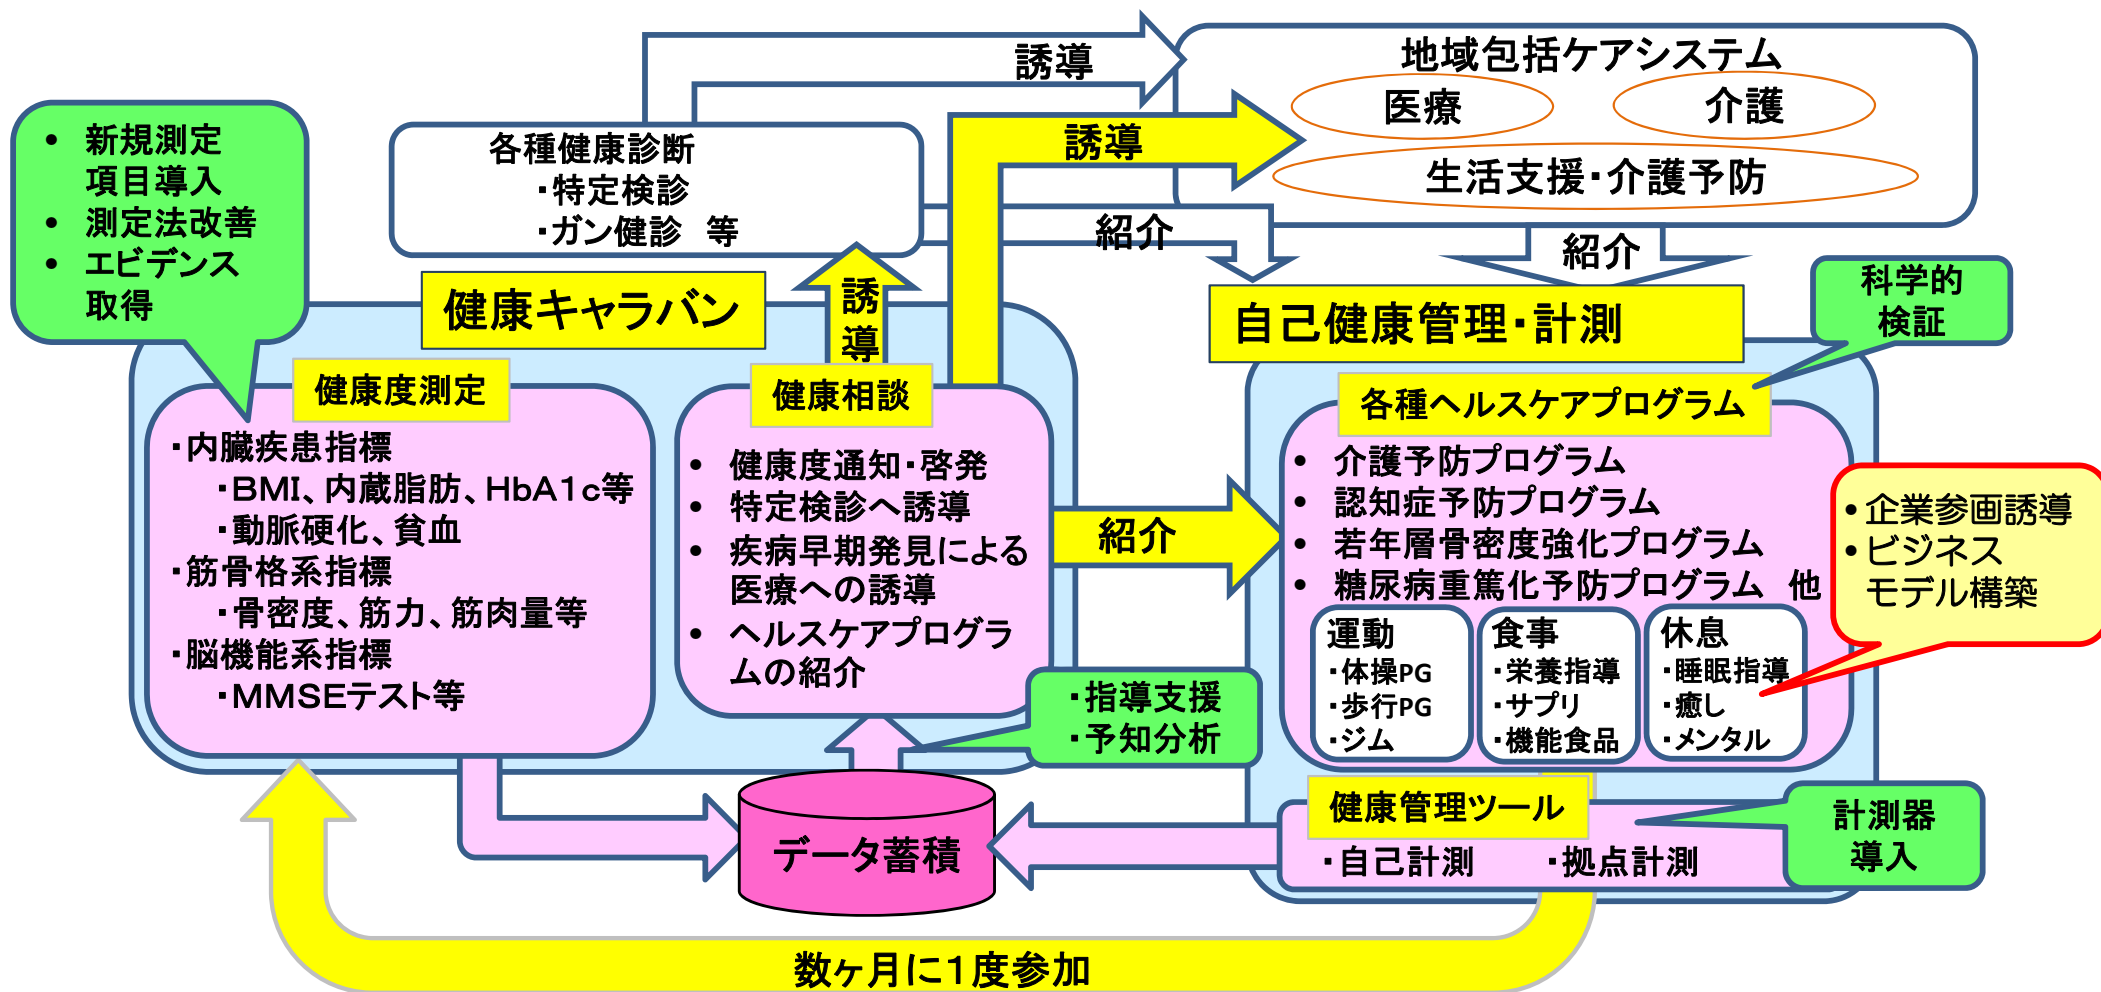 誘導
地域包括ケアシステム
医療
介護
生活支援・介護予防
各種健康診断
・特定検診
・ガン健診　等
誘導
紹介
紹介
・新規測定
項目導入
・測定法改善
・エビデンス
取得
健康キャラバン
誘
導
自己健康管理・計測
科学的
検証
健康度測定
・内臓疾患指標
・BMI、内蔵脂肪、HbA1c等
・動脈硬化、貧血
・筋骨格系指標
・骨密度、筋力、筋肉量等
・脳機能系指標
・MMSEテスト等
健康相談
・健康度通知・啓発
・特定検診へ誘導
・疾病早期発見による
医療への誘導
・ヘルスケアプログラ
ムの紹介
紹介
各種ヘルスケアプログラム
・介護予防プログラム
・認知症予防プログラム
・若年層骨密度強化プログラム
・糖尿病重篤化予防プログラム　他
運動
・体操PG
・歩行PG
・ジム
食事
・栄養指導
・サプリ
・機能食品
休息
・睡眠指導
・癒し
・メンタル
・企業参画誘導
・ビジネス
モデル構築
・指導支援
・予知分析
データ蓄積
健康管理ツール
・自己計測　　・拠点計測
計測器
導入
数ヶ月に1度参加